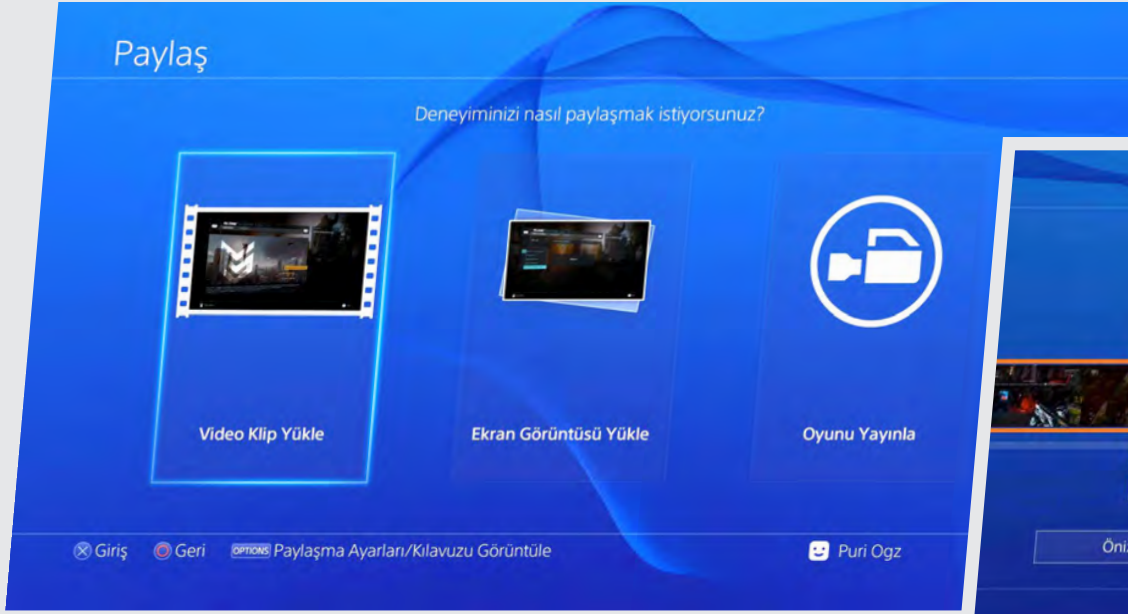 Paylaş
Deneyiminizi nasıl paylaşmak istiyorsunuz?
Video Klip Yükle
Ekran Görüntüsü Yükle
Oyunu Yayınla
Giriş
Geri
OPTIONS Paylaşma Ayarları/Kılavuzu Görüntüle
Puri Ogz